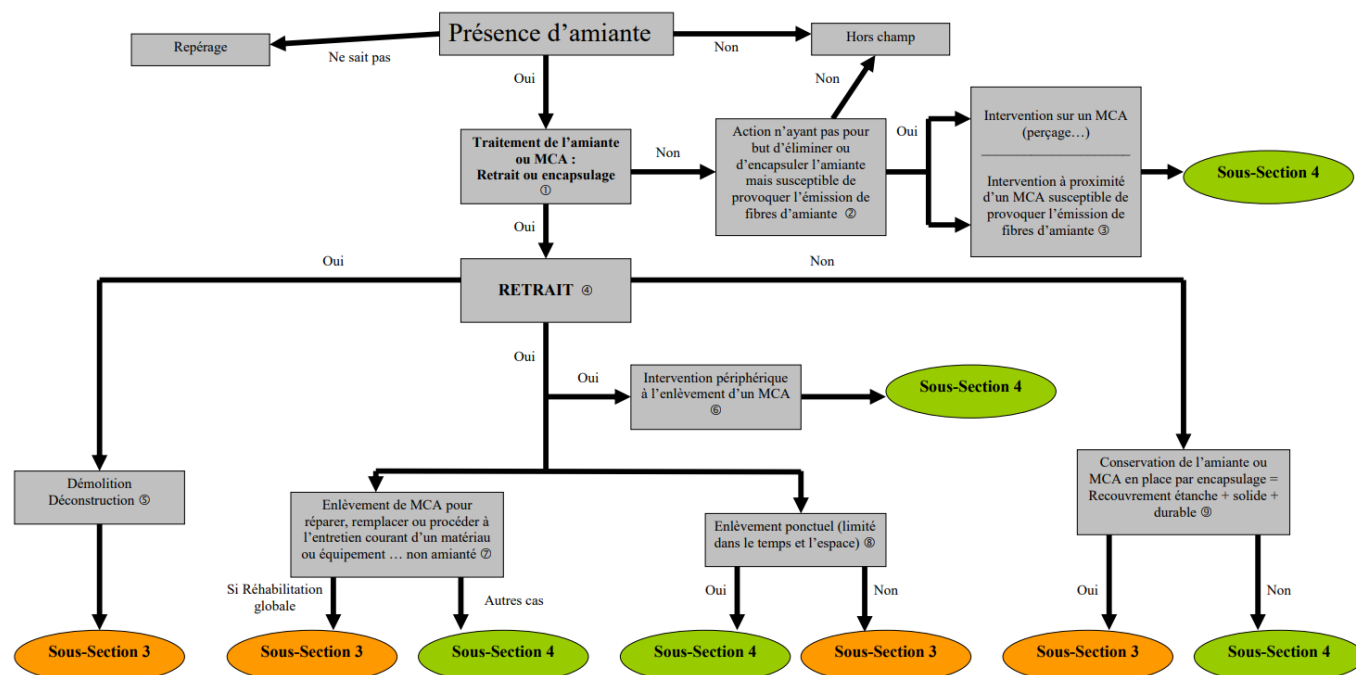 Présence d’amiante
Repérage
Ne sait pas
Non
Hors champ
Oui
Non
Traitement de l’amiante
ou MCA :
Retrait ou encapsulage
①
Non
Action n’ayant pas pour
but d’éliminer ou
d’encapsuler l’amiante
mais susceptible de
provoquer l’émission de
fibres d’amiante ②
Oui
Intervention sur un MCA
(perçage…)
Intervention à proximité
d’un MCA susceptible de
provoquer l’émission de
fibres d’amiante ③
Sous-Section 4
Oui
Oui
RETRAIT ④
Non
Oui
Oui
Intervention périphérique
à l’enlèvement d’un MCA
⑥
Sous-Section 4
Démolition
Déconstruction ⑤
Enlèvement de MCA pour
réparer, remplacer ou procéder à
l’entretien courant d’un matériau
ou équipement … non amianté ⑦
Enlèvement ponctuel (limité
dans le temps et l’espace) ⑧
Conservation de l’amiante ou
MCA en place par encapsulage =
Recouvrement étanche + solide +
durable ⑨
Si Réhabilitation
globale
Autres cas
Oui
Non
Oui
Non
Sous-Section 3
Sous-Section 3
Sous-Section 4
Sous-Section 4
Sous-Section 3
Sous-Section 3
Sous-Section 4